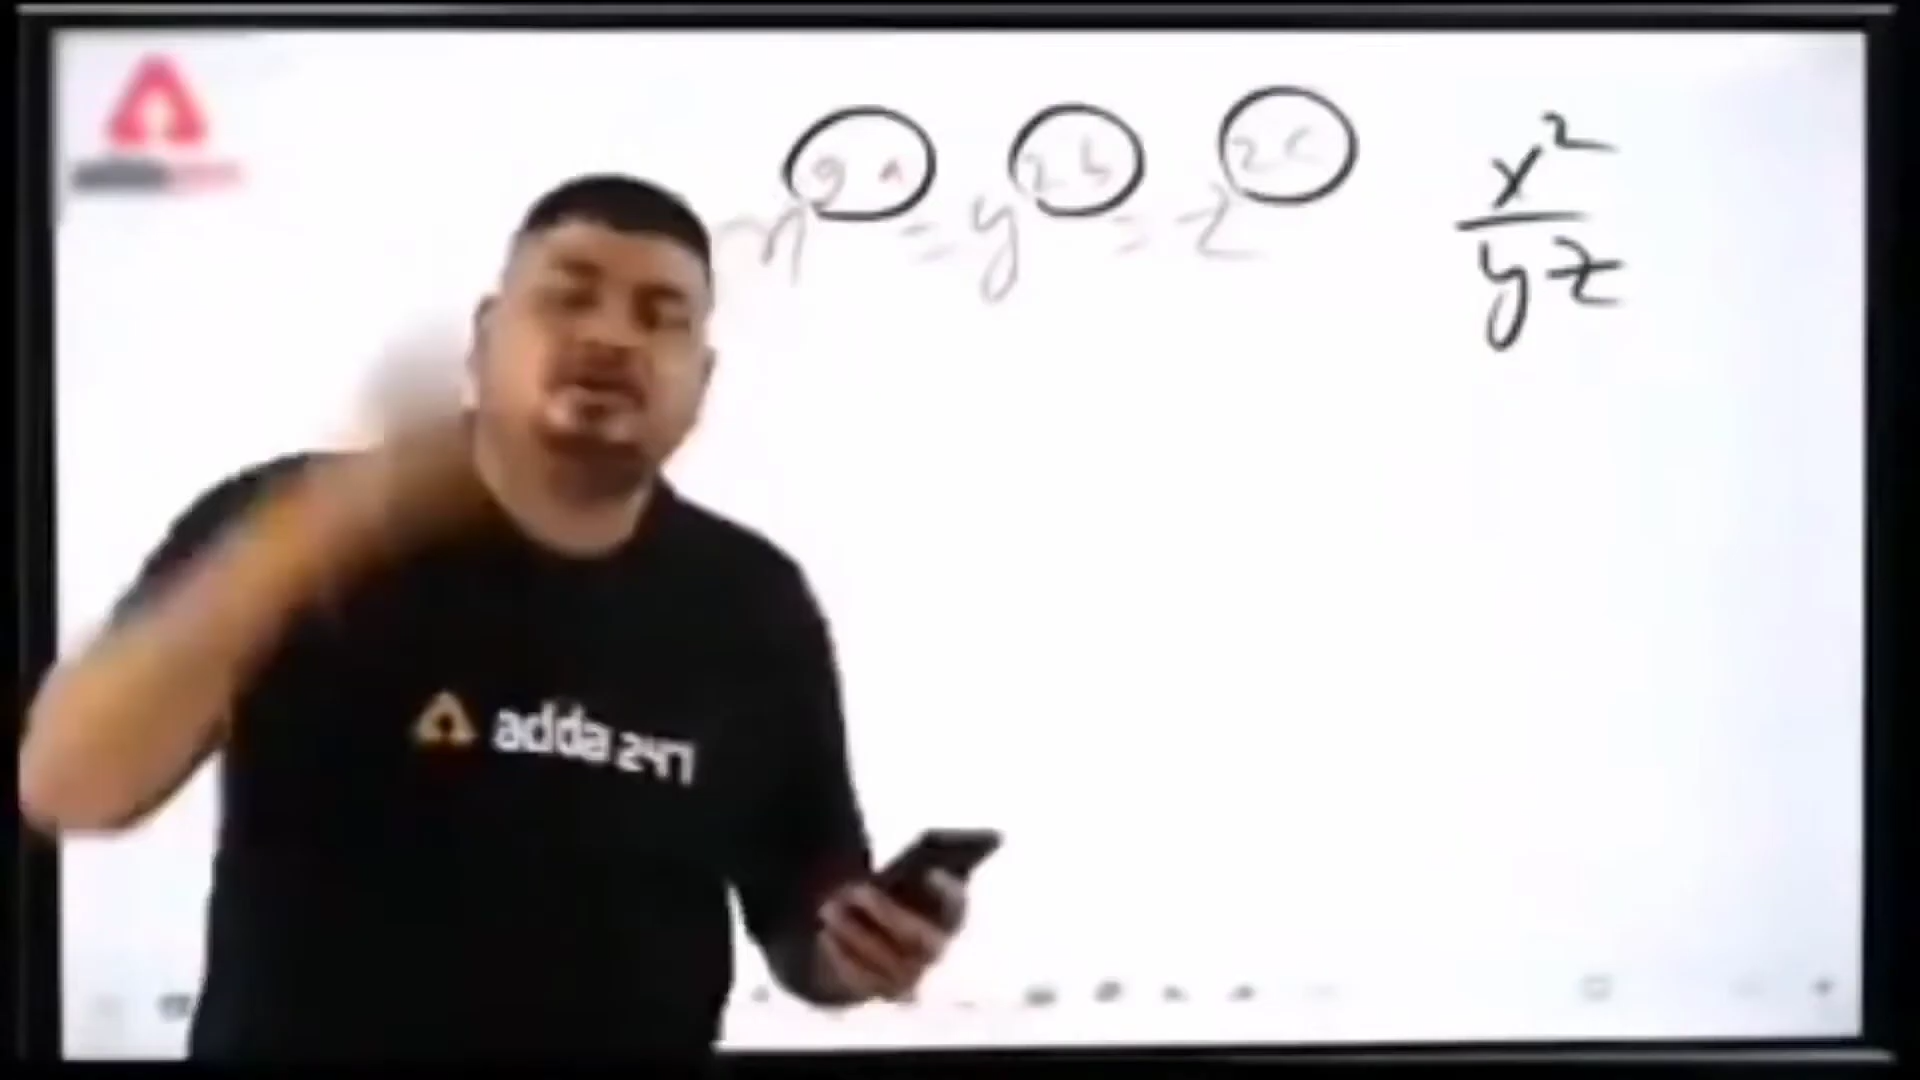 x^{2a} = y^{2b} = z^{2c}
x^2
yz
adda 247